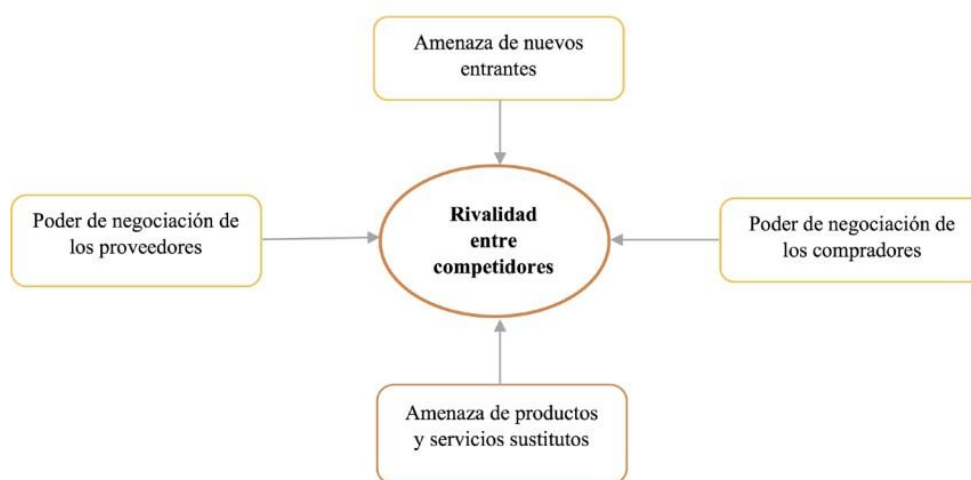 Amenaza de nuevos
entrantes
Poder de negociación de
los proveedores
Rivalidad
entre
competidores
Poder de negociación de
los compradores
Amenaza de productos
y servicios sustitutos